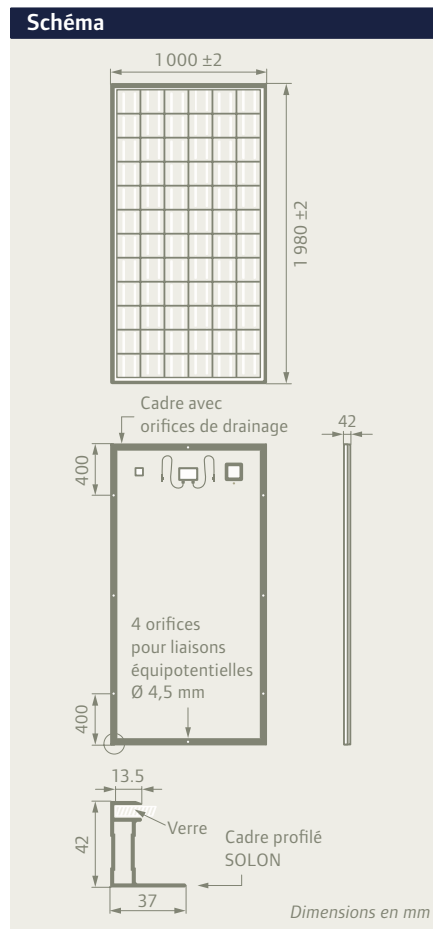 Schéma
1 000 ±2
1 980 ±2
Cadre avec
orifices de drainage
42
400
4 orifices
pour liaisons
équipotentielles
Ø 4,5 mm
400
13.5
Verre
42
Cadre profilé
SOLON
37
Dimensions en mm